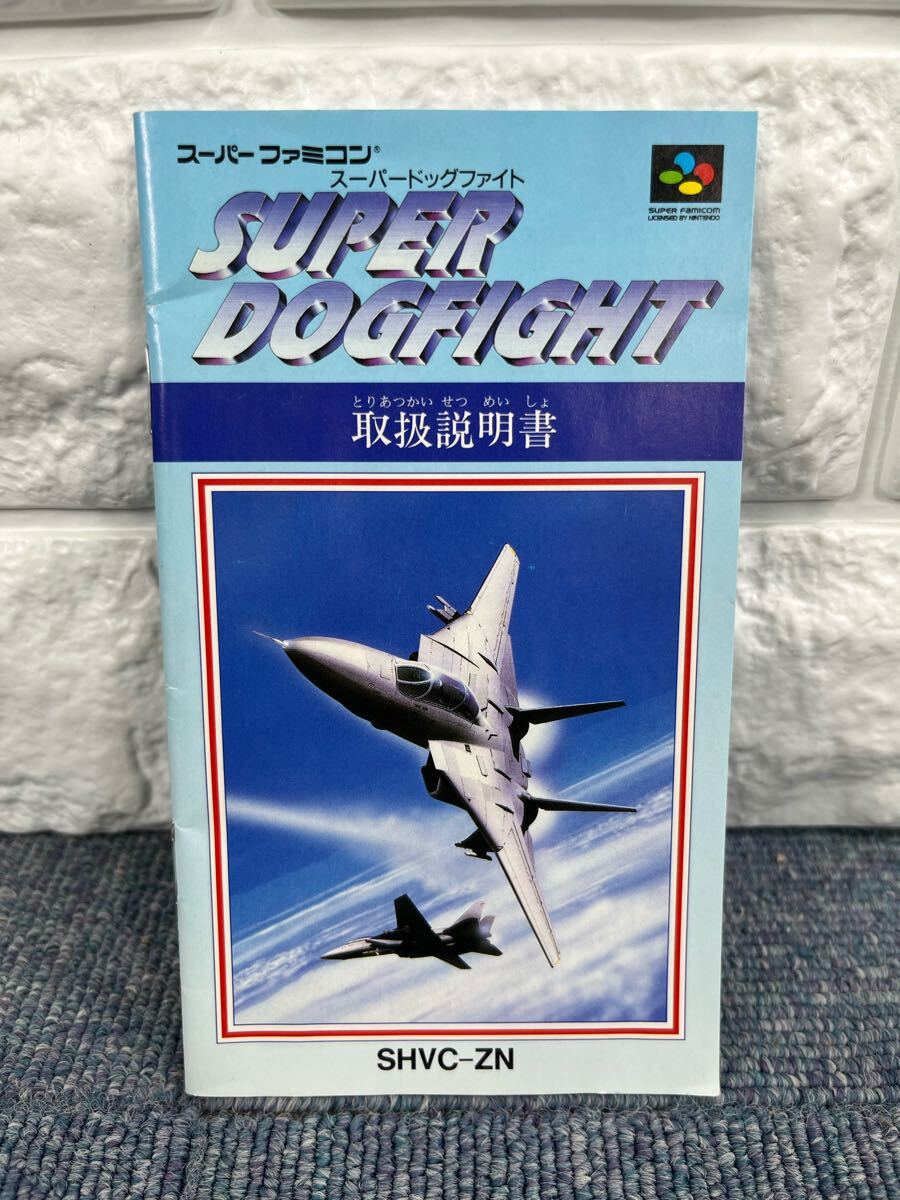 スーパーファミコン®
スーパードッグファイト
SUPER
DOGFIGHT
SUPER FAMICOM
LICENSED BY NINTENDO
とりあつかい せつ めい しょ
取扱説明書
SHVC-ZN